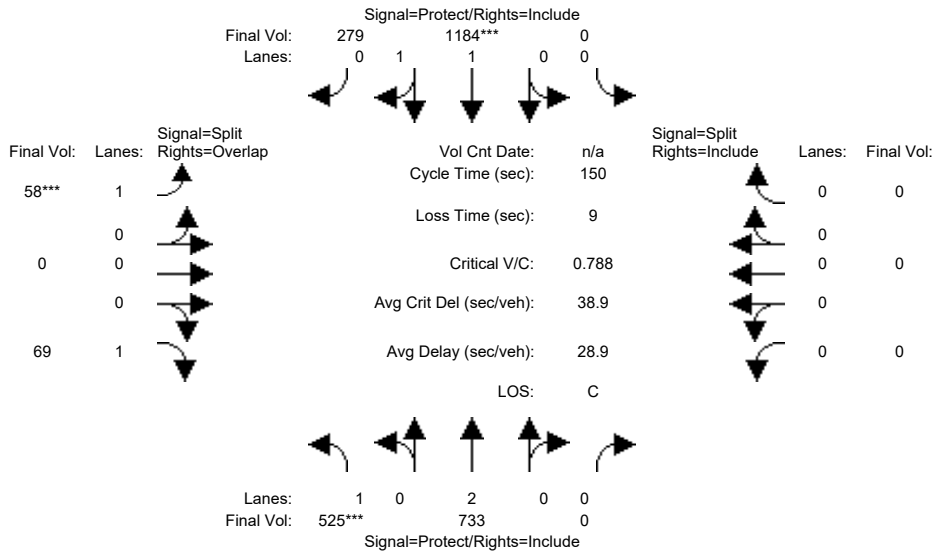 Signal=Protect/Rights=Include
Final Vol: 279 1184*** 0
Lanes: 0 1 1 0 0
Signal=Split
Final Vol: Lanes: Rights=Overlap
Vol Cnt Date: n/a
Signal=Split
Rights=Include Lanes: Final Vol:
Cycle Time (sec): 150
58*** 1 0 0
Loss Time (sec): 9
0 0
0 0 Critical V/C: 0.788 0 0
0 Avg Crit Del (sec/veh): 38.9 0
69 1 Avg Delay (sec/veh): 28.9 0 0
LOS: C
Lanes: 1 0 2 0 0
Final Vol: 525*** 733 0
Signal=Protect/Rights=Include